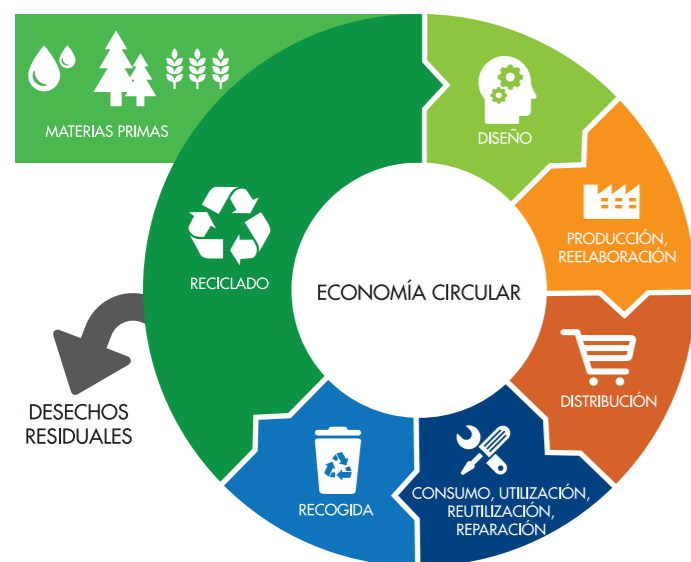 MATERIAS PRIMAS
DISEÑO
PRODUCCIÓN,
REELABORACIÓN
RECICLADO
ECONOMÍA CIRCULAR
DISTRIBUCIÓN
DESECHOS
RESIDUALES
CONSUMO, UTILIZACIÓN,
REUTILIZACIÓN,
REPARACIÓN
RECOGIDA